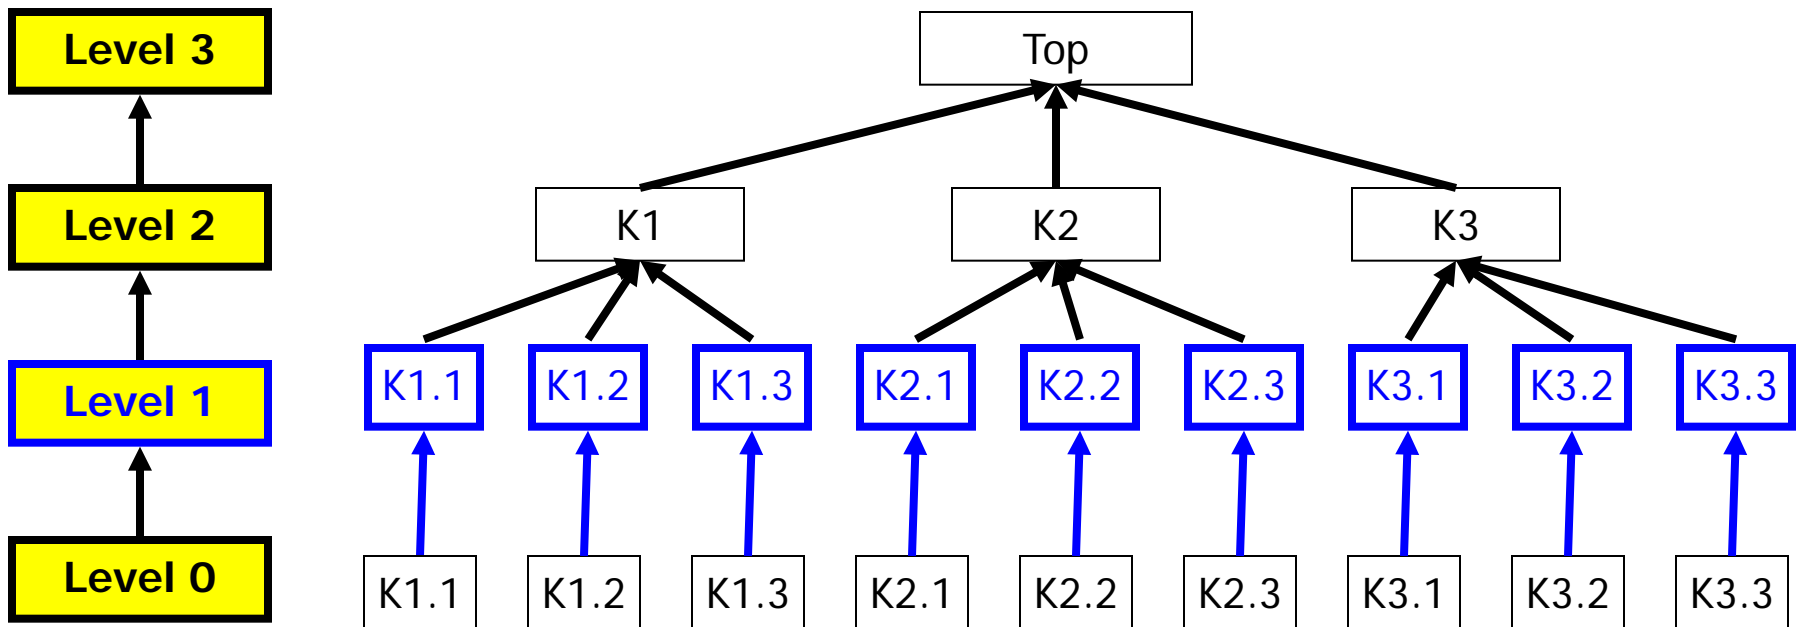 Level 3
Top
Level 2
K1
K2
K3
Level 1
K1.1
K1.2
K1.3
K2.1
K2.2
K2.3
K3.1
K3.2
K3.3
Level 0
K1.1
K1.2
K1.3
K2.1
K2.2
K2.3
K3.1
K3.2
K3.3